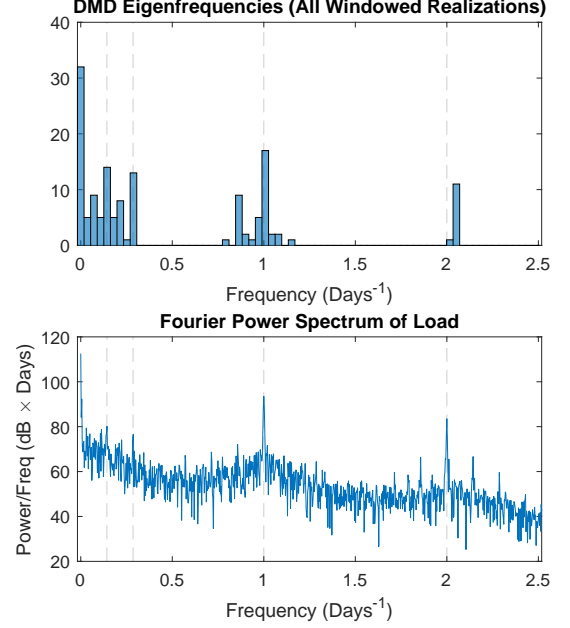 DMD Eigenfrequencies (All Windowed Realizations)
40
30
20
10
0
0 0.5 1 1.5 2 2.5
Frequency (Days⁻¹)
Fourier Power Spectrum of Load
Power/Freq (dB × Days)
120
100
80
60
40
20
0 0.5 1 1.5 2 2.5
Frequency (Days⁻¹)